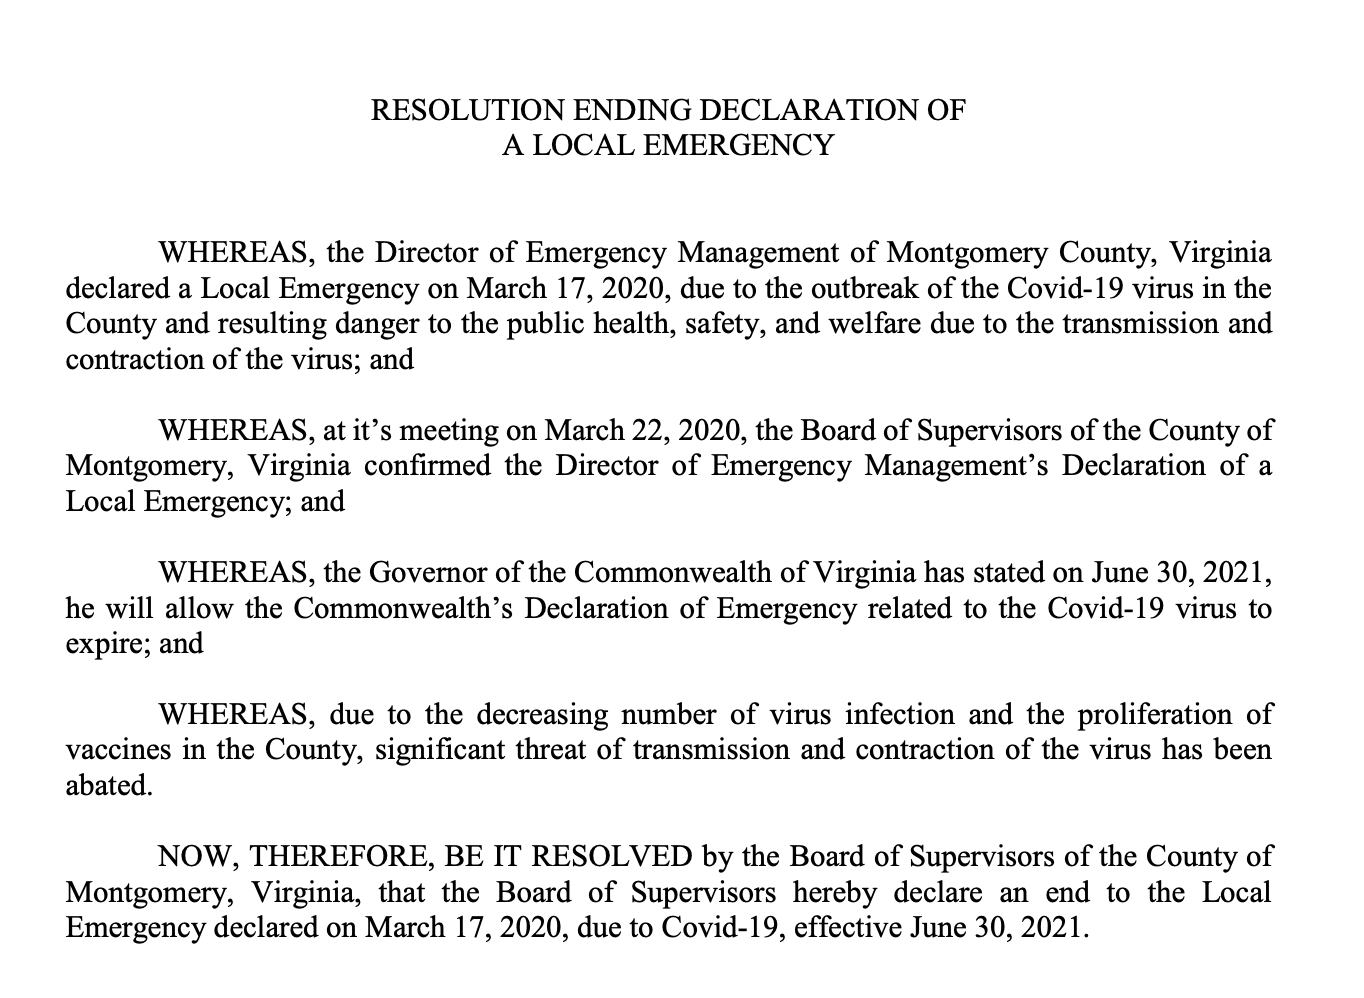 RESOLUTION ENDING DECLARATION OF
A LOCAL EMERGENCY
WHEREAS, the Director of Emergency Management of Montgomery County, Virginia
declared a Local Emergency on March 17, 2020, due to the outbreak of the Covid-19 virus in the
County and resulting danger to the public health, safety, and welfare due to the transmission and
contraction of the virus; and
WHEREAS, at it’s meeting on March 22, 2020, the Board of Supervisors of the County of
Montgomery, Virginia confirmed the Director of Emergency Management’s Declaration of a
Local Emergency; and
WHEREAS, the Governor of the Commonwealth of Virginia has stated on June 30, 2021,
he will allow the Commonwealth’s Declaration of Emergency related to the Covid-19 virus to
expire; and
WHEREAS, due to the decreasing number of virus infection and the proliferation of
vaccines in the County, significant threat of transmission and contraction of the virus has been
abated.
NOW, THEREFORE, BE IT RESOLVED by the Board of Supervisors of the County of
Montgomery, Virginia, that the Board of Supervisors hereby declare an end to the Local
Emergency declared on March 17, 2020, due to Covid-19, effective June 30, 2021.